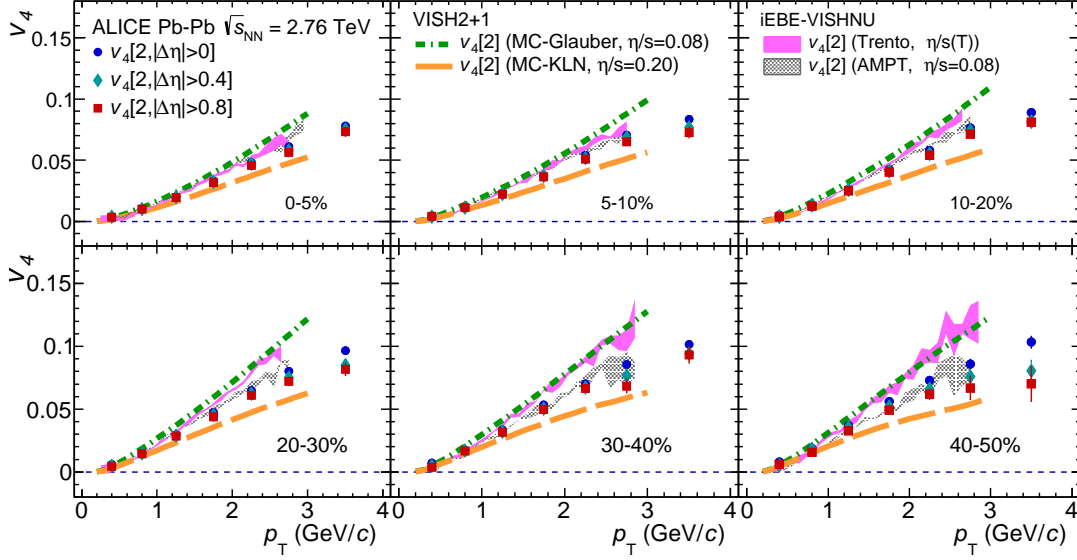 v4
ALICE Pb-Pb √sNN = 2.76 TeV
v4[2,|Δη|>0]
v4[2,|Δη|>0.4]
v4[2,|Δη|>0.8]
VISH2+1
v4[2] (MC-Glauber, η/s=0.08)
v4[2] (MC-KLN, η/s=0.20)
iEBE-VISHNU
v4[2] (Trento, η/s(T))
v4[2] (AMPT, η/s=0.08)
0.15
0.1
0.05
0
0-5%
5-10%
10-20%
v4
0.15
0.1
0.05
0
20-30%
30-40%
40-50%
0 1 2 3 4 0 1 2 3 4 0 1 2 3 4
pT (GeV/c) pT (GeV/c) pT (GeV/c)